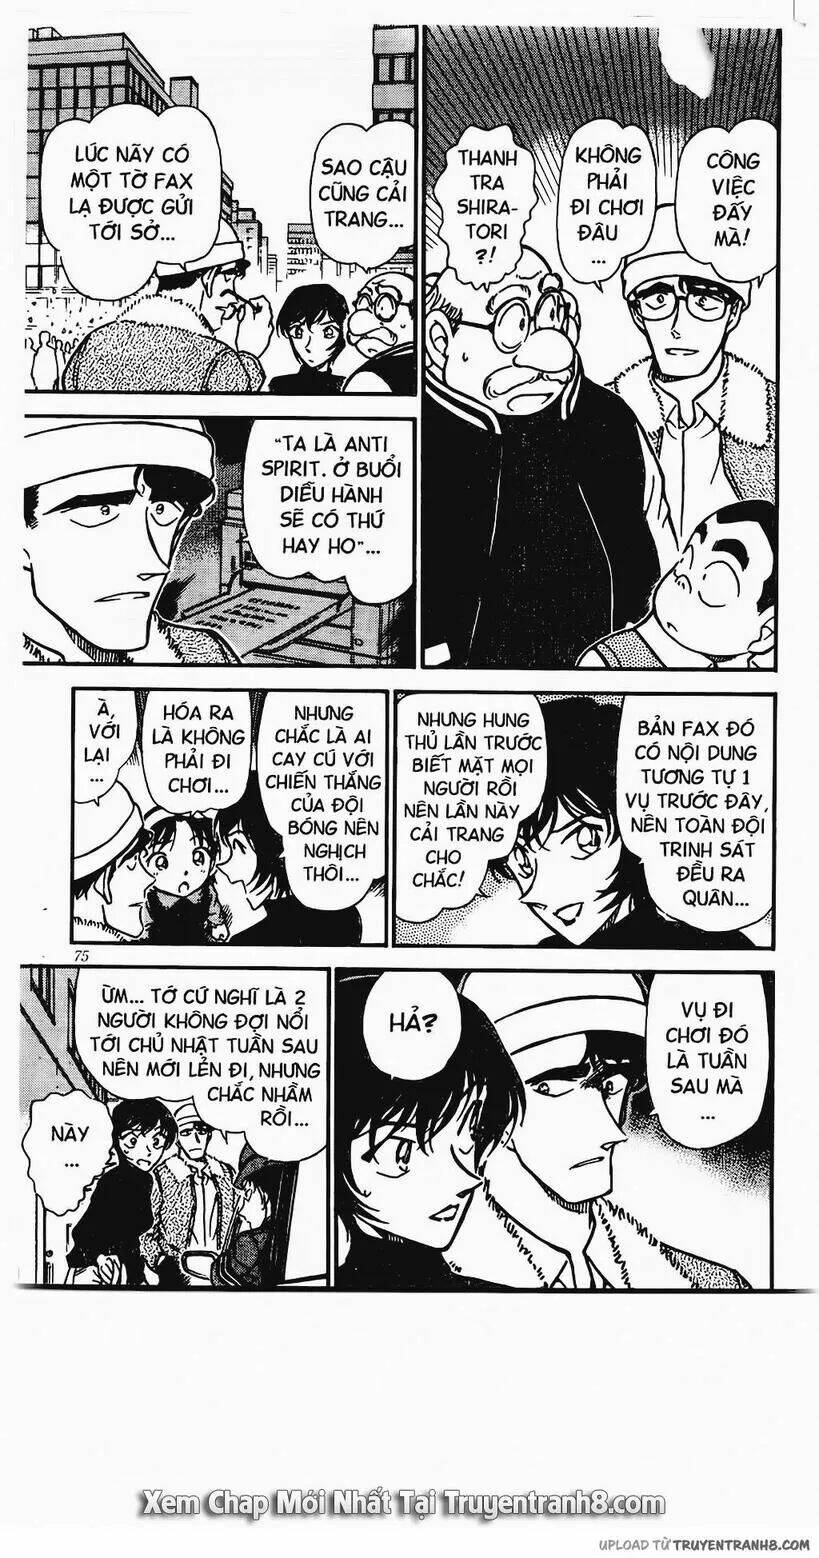 CÔNG
VIỆC
ĐẤY
MÀ!
KHÔNG
PHẢI
ĐI CHƠI
ĐÂU
...
THANH
TRA
SHIRA-
TORI
?!
SAO CẬU
CŨNG CẢI
TRANG...
LÚC NÃY CÓ
MỘT TỜ FAX
LẠ ĐƯỢC GỬI
TỚI SỞ...
"TA LÀ ANTI
SPIRIT. Ở BUỔI
DIỄU HÀNH
SẼ CÓ THỨ
HAY HO"...
BẢN FAX ĐÓ
CÓ NỘI DUNG
TƯƠNG TỰ 1
VỤ TRƯỚC ĐÂY,
NÊN TOÀN ĐỘI
TRINH SÁT
ĐỀU RA
QUÂN...
NHƯNG HUNG
THỦ LẦN TRƯỚC
BIẾT MẶT MỌI
NGƯỜI RỒI
NÊN LẦN NÀY
CẢI TRANG
CHO
CHẮC!
NHƯNG
CHẮC LÀ AI
CAY CÚ VỚI
CHIẾN THẮNG
CỦA ĐỘI
BÓNG NÊN
NGHỊCH
THÔI...
HÓA RA
LÀ KHÔNG
PHẢI ĐI
CHƠI...
À,
VỚI
LẠI
...
75
VỤ ĐI
CHƠI ĐÓ
LÀ TUẦN
SAU MÀ
...
HẢ?
ỪM... TỚ CỨ NGHĨ LÀ 2
NGƯỜI KHÔNG ĐỢI NỔI
TỚI CHỦ NHẬT TUẦN SAU
NÊN MỚI LẺN ĐI, NHƯNG
CHẮC NHẦM
RỒI...
NÀY
...
Xem Chap Mới Nhất Tại Truyentranh8.com
UPLOAD TỪ TRUYENTRANH8.COM